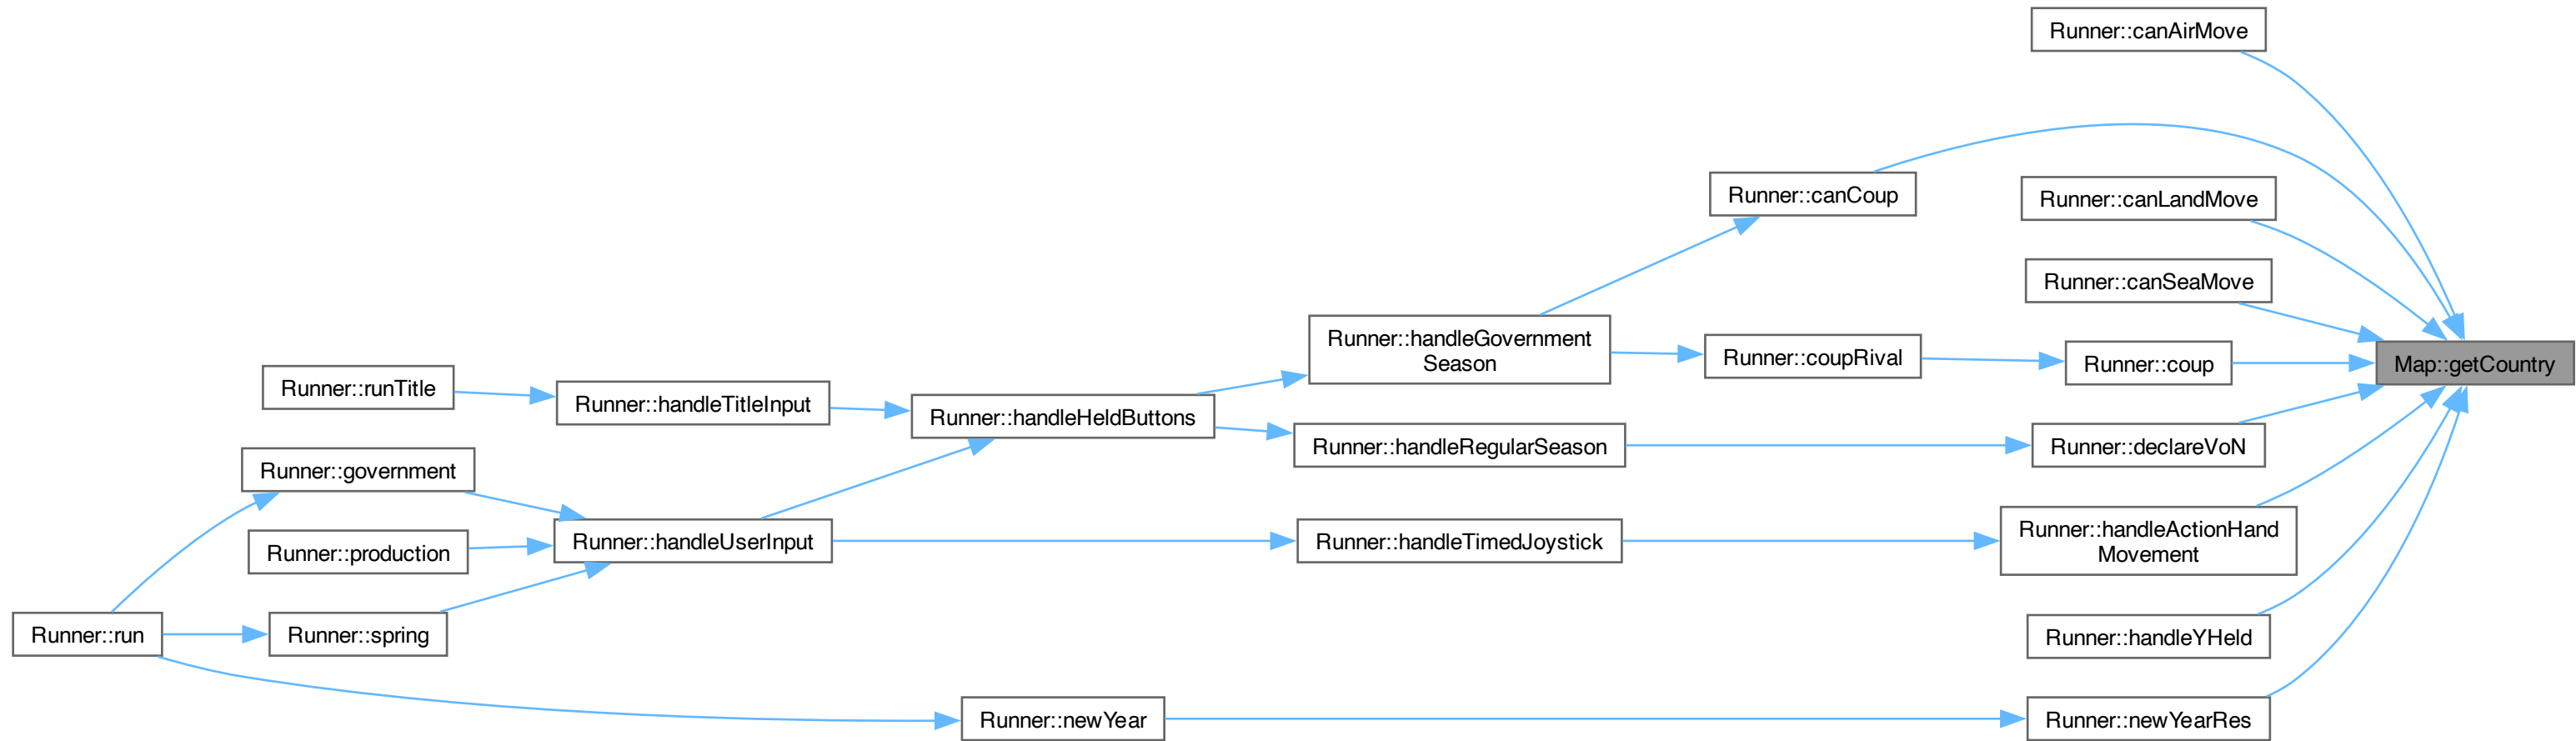 Runner::canAirMove
Runner::canCoup
Runner::canLandMove
Runner::canSeaMove
Runner::handleGovernment
Season
Runner::coupRival
Runner::coup
Map::getCountry
Runner::runTitle
Runner::handleTitleInput
Runner::handleHeldButtons
Runner::handleRegularSeason
Runner::declareVoN
Runner::government
Runner::production
Runner::handleUserInput
Runner::handleTimedJoystick
Runner::handleActionHand
Movement
Runner::run
Runner::spring
Runner::handleYHeld
Runner::newYear
Runner::newYearRes